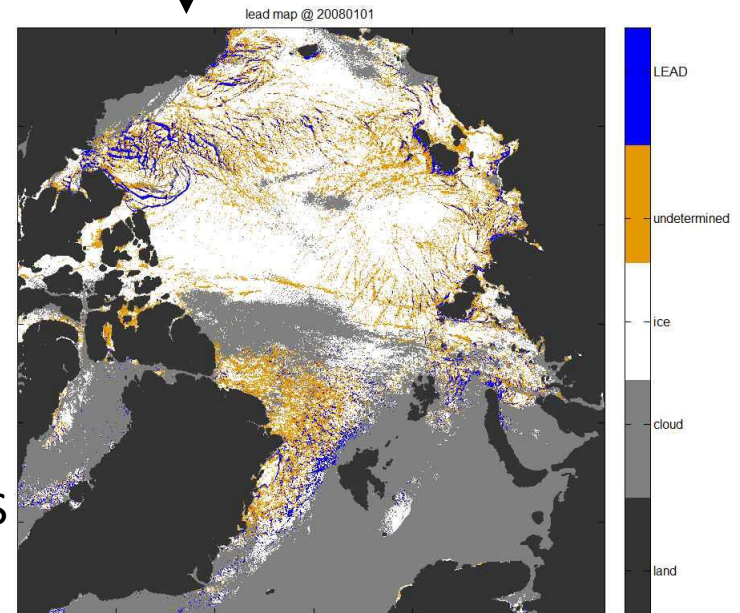 lead map @ 20080101
LEAD
undetermined
ice
cloud
land
S